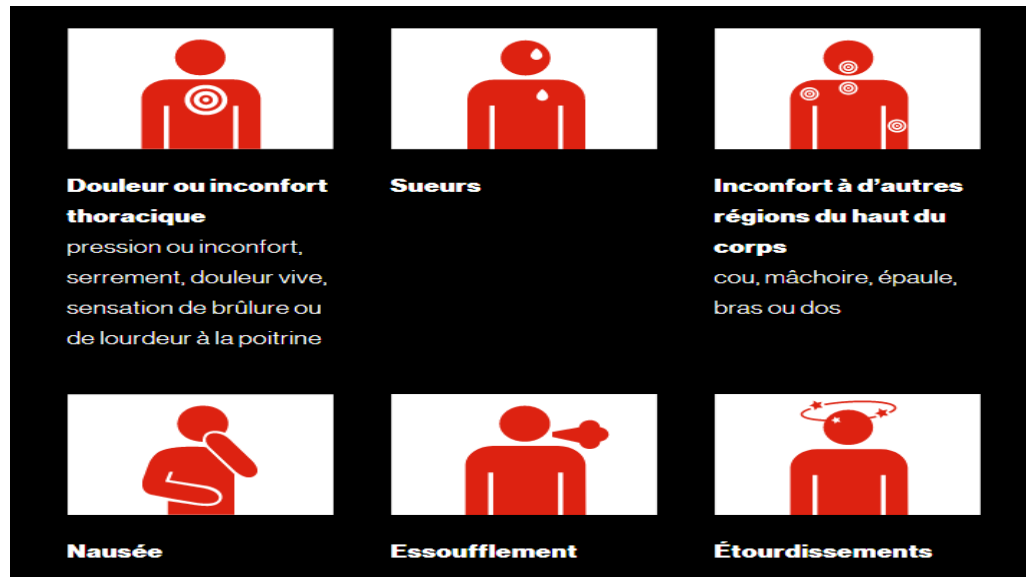 Douleur ou inconfort
thoracique
pression ou inconfort,
serrement, douleur vive,
sensation de brûlure ou
de lourdeur à la poitrine
Sueurs
Inconfort à d’autres
régions du haut du
corps
cou, mâchoire, épaule,
bras ou dos
Nausée
Essoufflement
Étourdissements